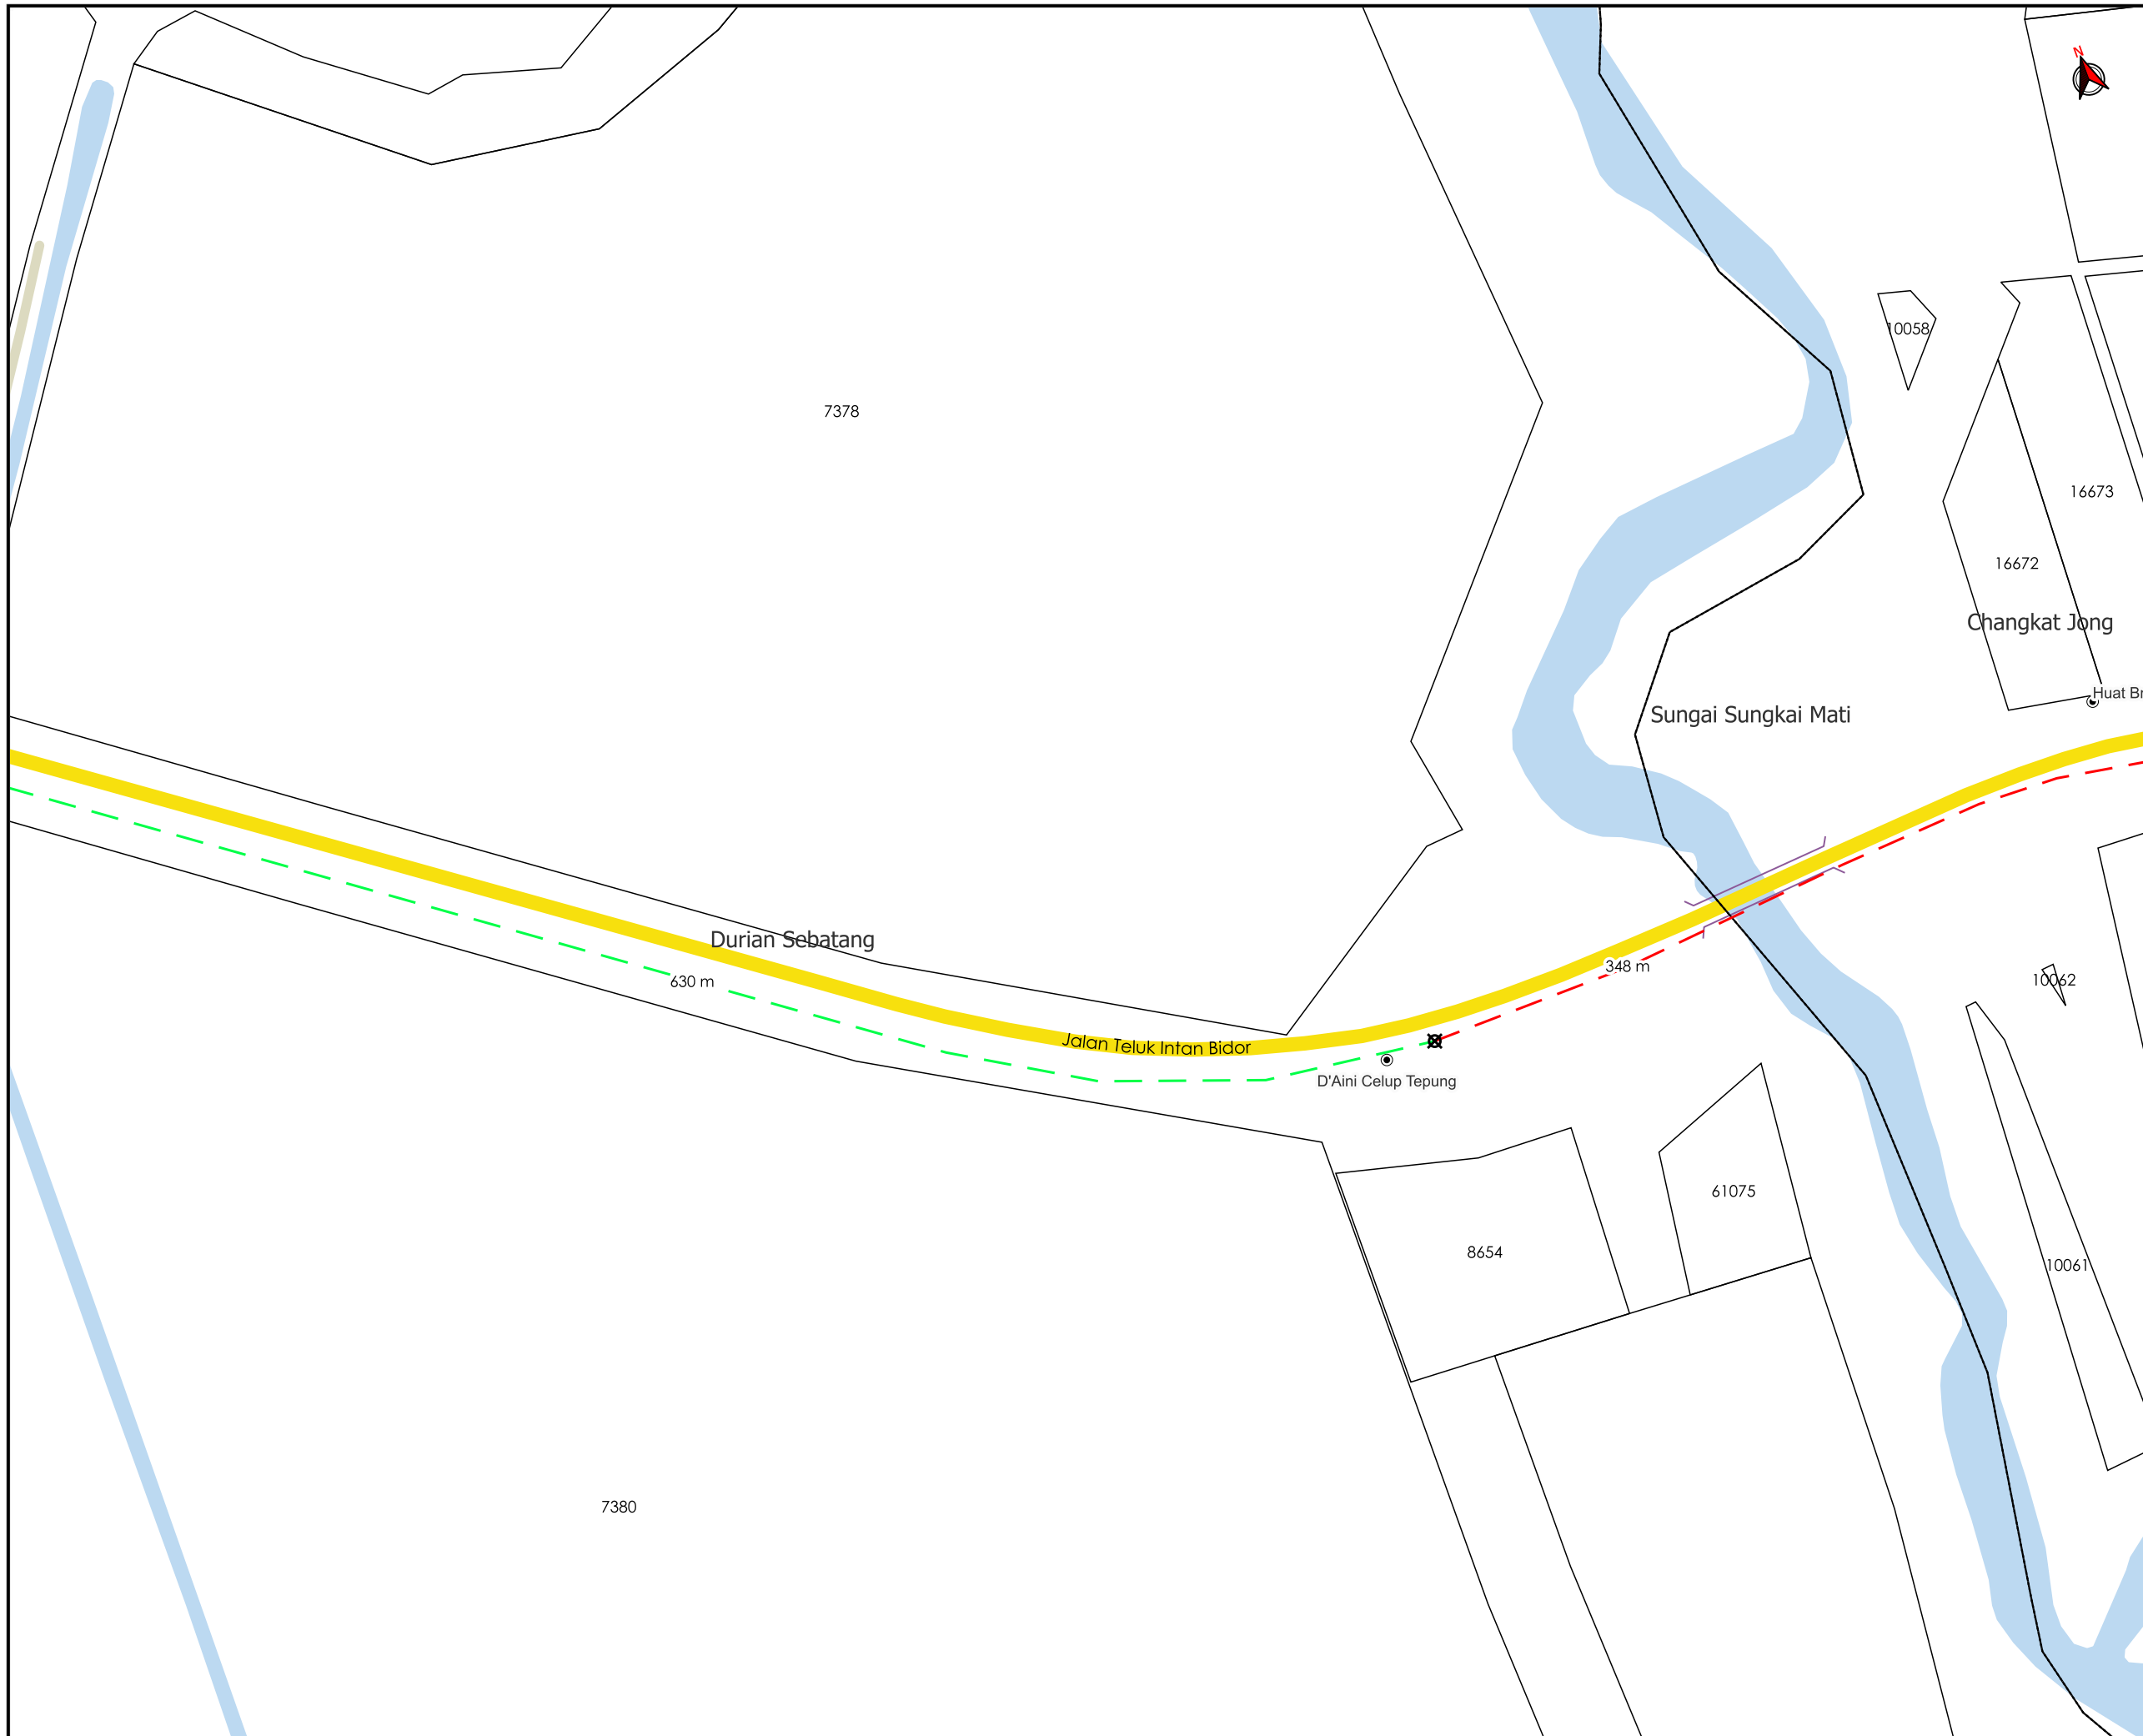 N
10058
7378
16673
16672
Changkat Jong
Huat Br
Sungai Sungkai Mati
Durian Sebatang
348 m
630 m
10062
Jalan Teluk Intan Bidor
D'Aini Celup Tepung
61075
8654
10061
7380